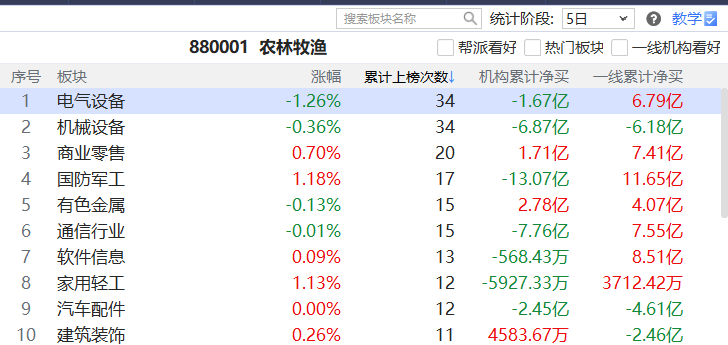 搜索板块名称 统计阶段: 5日 ? 教学
880001 农林牧渔 帮派看好 热门板块 一线机构看好
序号 板块 涨幅 累计上榜次数↓ 机构累计净买 一线累计净买
1 电气设备 -1.26% 34 -1.67亿 6.79亿
2 机械设备 -0.36% 34 -6.87亿 -6.18亿
3 商业零售 0.70% 20 1.71亿 7.41亿
4 国防军工 1.18% 17 -13.07亿 11.65亿
5 有色金属 -0.13% 15 2.78亿 4.07亿
6 通信行业 -0.01% 15 -7.76亿 7.55亿
7 软件信息 0.09% 13 -568.43万 8.51亿
8 家用轻工 1.13% 12 -5927.33万 3712.42万
9 汽车配件 0.00% 12 -2.45亿 -4.61亿
10 建筑装饰 0.26% 11 4583.67万 -2.46亿